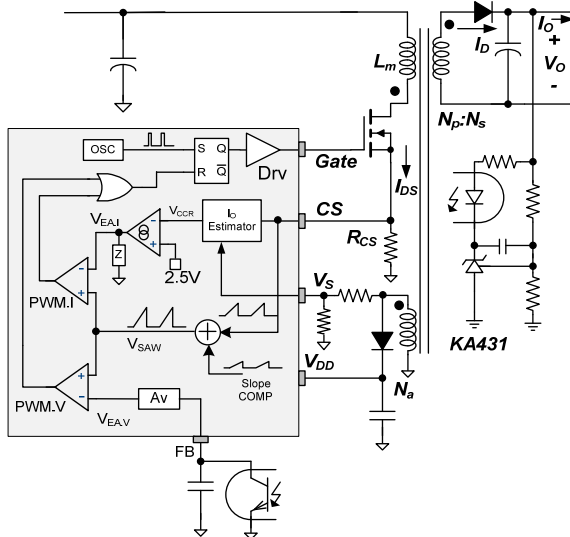 I_O
+
L_m
I_D
V_O
-
N_p:N_s
OSC
S Q
R Q̅
Drv
Gate
I_DS
V_CCR
I_O
Estimator
CS
V_EA.I
-
+
R_CS
Z
2.5V
V_S
PWM.I
-
+
V_SAW
V_DD
KA431
Slope
COMP
N_a
+
-
PWM.V
Av
V_EA.V
FB